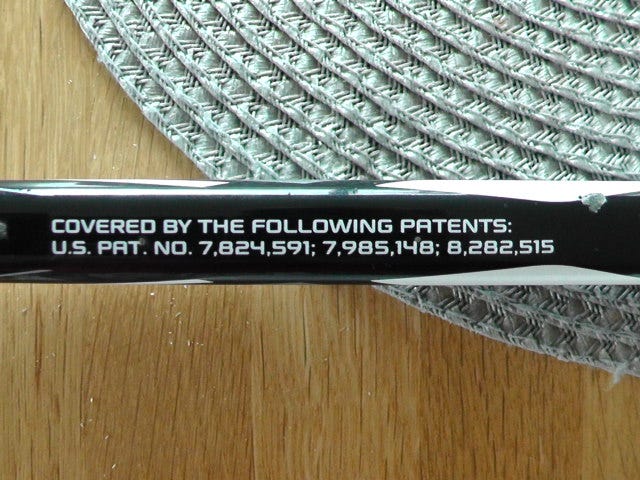 COVERED BY THE FOLLOWING PATENTS:
U.S. PAT. NO. 7,824,591; 7,985,148; 8,282,515